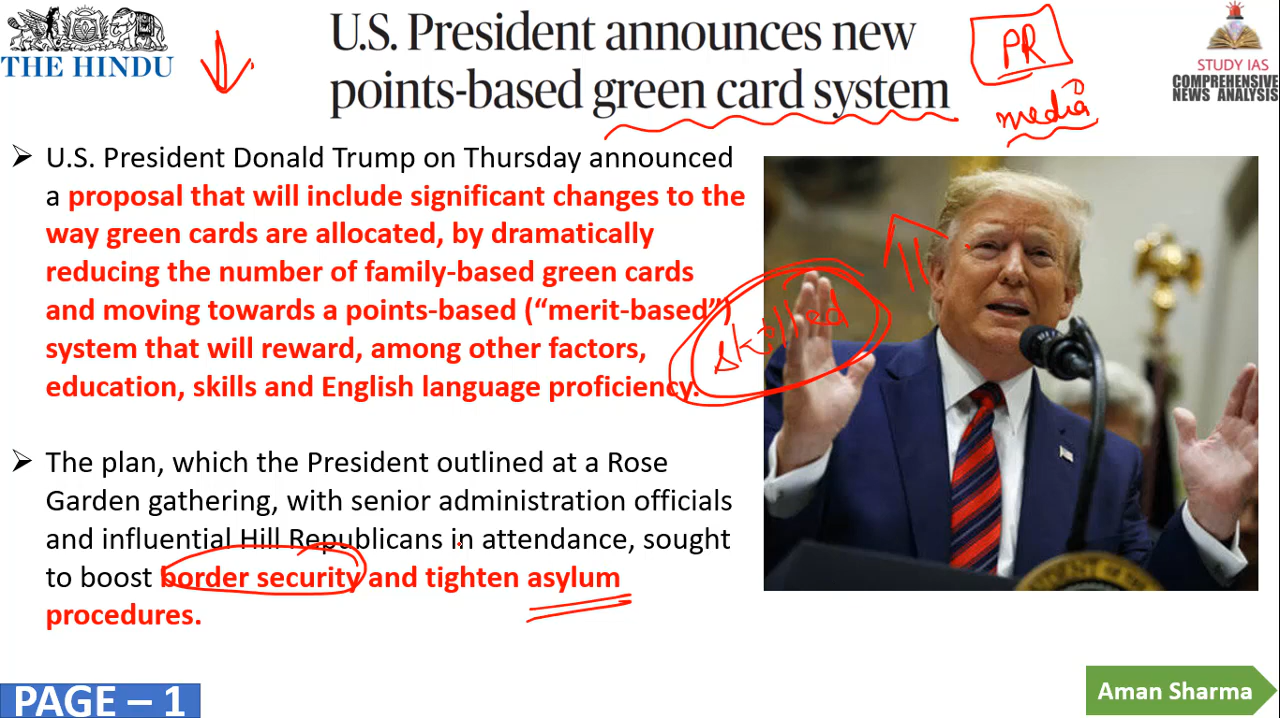 THE HINDU
U.S. President announces new
points-based green card system
PR
media
STUDY IAS
COMPREHENSIVE
NEWS ANALYSIS
U.S. President Donald Trump on Thursday announced
a proposal that will include significant changes to the
way green cards are allocated, by dramatically
reducing the number of family-based green cards
and moving towards a points-based (“merit-based”)
system that will reward, among other factors,
education, skills and English language proficiency.
skilled
The plan, which the President outlined at a Rose
Garden gathering, with senior administration officials
and influential Hill Republicans in attendance, sought
to boost border security and tighten asylum
procedures.
PAGE – 1
Aman Sharma